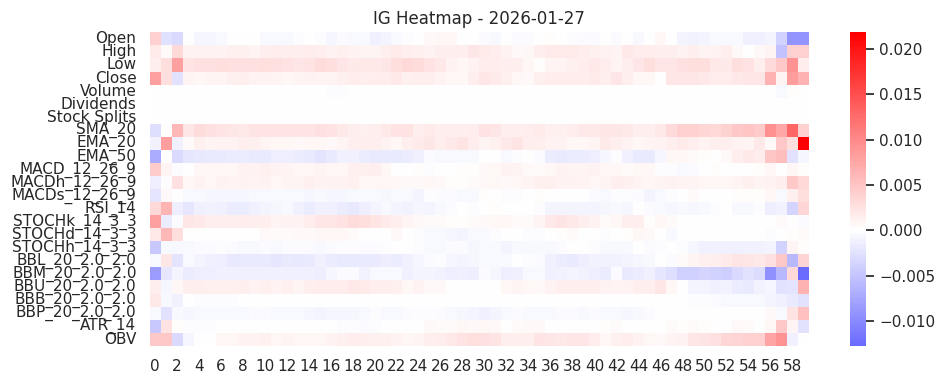 IG Heatmap - 2026-01-27
Open
High
Low
Close
Volume
Dividends
Stock Splits
SMA_20
EMA_20
EMA_50
MACD_12_26_9
MACDh_12_26_9
MACDs_12_26_9
RSI_14
STOCHk_14_3_3
STOCHd_14_3_3
STOCHh_14_3_3
BBL_20_2.0_2.0
BBM_20_2.0_2.0
BBU_20_2.0_2.0
BBB_20_2.0_2.0
BBP_20_2.0_2.0
ATR_14
OBV
0 2 4 6 8 10 12 14 16 18 20 22 24 26 28 30 32 34 36 38 40 42 44 46 48 50 52 54 56 58
0.020
0.015
0.010
0.005
0.000
−0.005
−0.010